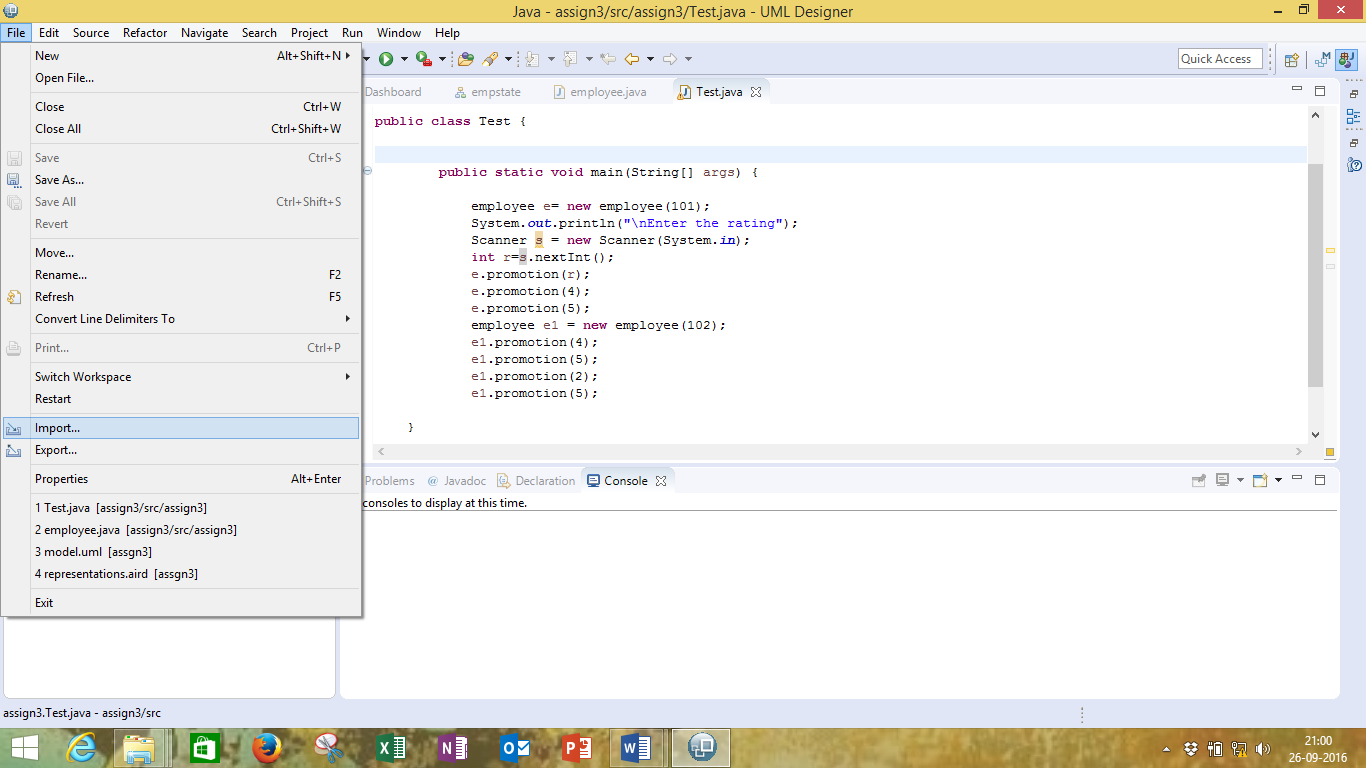 Java - assign3/src/assign3/Test.java - UML Designer
File Edit Source Refactor Navigate Search Project Run Window Help
New Alt+Shift+N
Open File...
Close Ctrl+W
Close All Ctrl+Shift+W
Save Ctrl+S
Save As...
Save All Ctrl+Shift+S
Revert
Move...
Rename... F2
Refresh F5
Convert Line Delimiters To
Print... Ctrl+P
Switch Workspace
Restart
Import...
Export...
Properties Alt+Enter
1 Test.java [assign3/src/assign3]
2 employee.java [assign3/src/assign3]
3 model.uml [assgn3]
4 representations.aird [assgn3]
Exit
Quick Access
Dashboard empstate employee.java Test.java
public class Test {
public static void main(String[] args) {
employee e= new employee(101);
System.out.println("\nEnter the rating");
Scanner s = new Scanner(System.in);
int r=s.nextInt();
e.promotion(r);
e.promotion(4);
e.promotion(5);
employee e1 = new employee(102);
e1.promotion(4);
e1.promotion(5);
e1.promotion(2);
e1.promotion(5);
}
Problems @ Javadoc Declaration Console
consoles to display at this time.
assign3.Test.java - assign3/src
21:00
26-09-2016